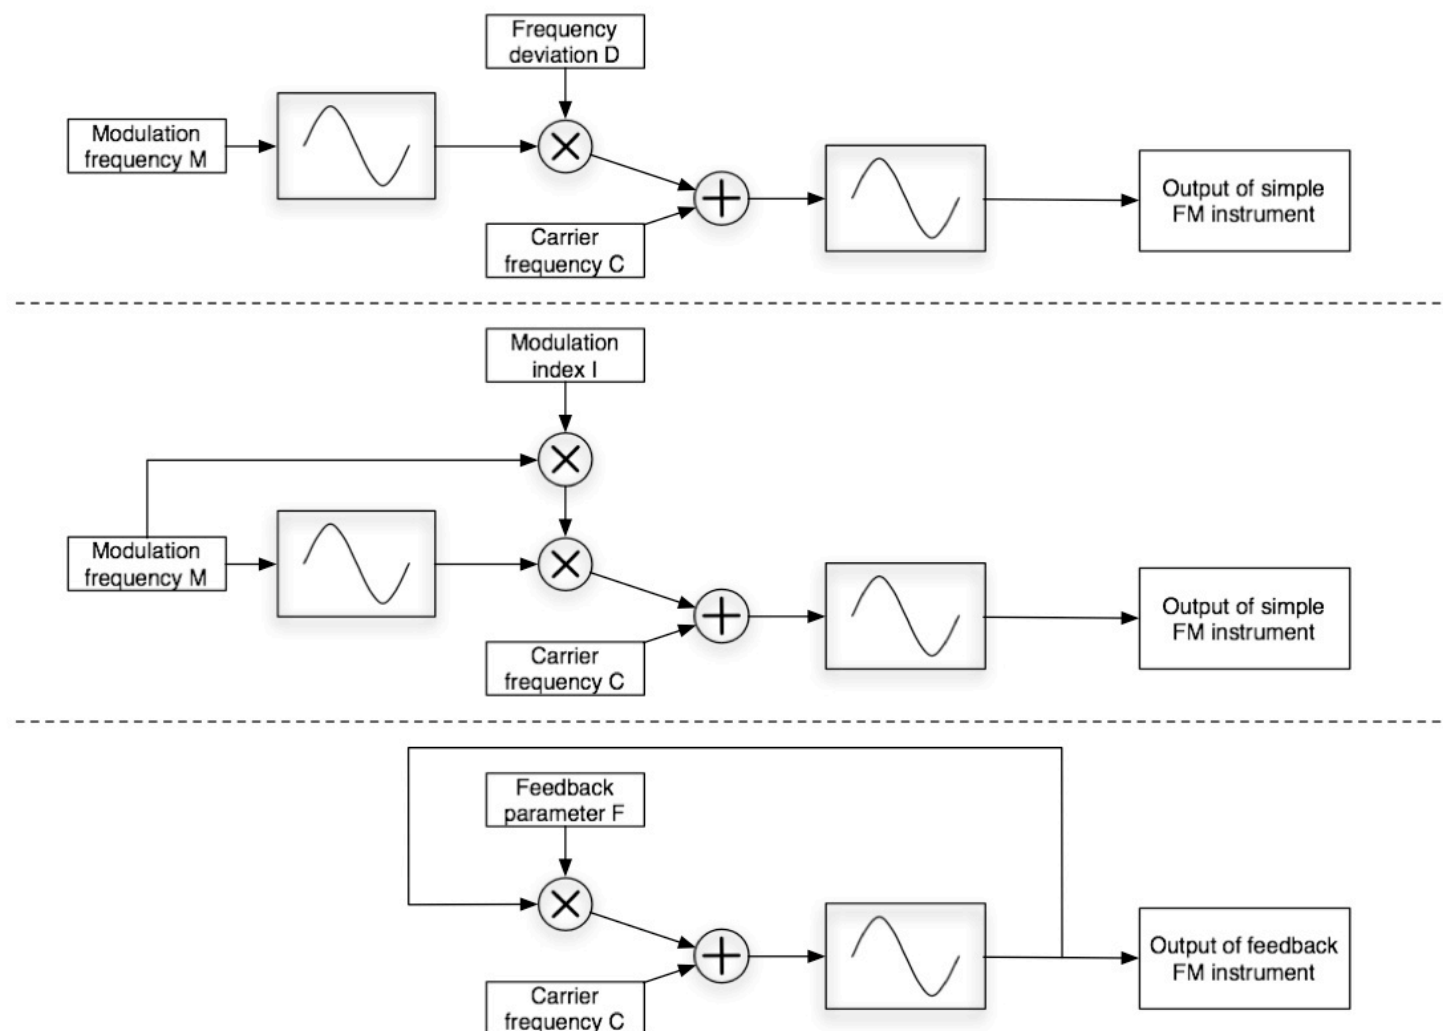 Frequency
deviation D
Modulation
frequency M
Carrier
frequency C
Output of simple
FM instrument
Modulation
index I
Modulation
frequency M
Carrier
frequency C
Output of simple
FM instrument
Feedback
parameter F
Carrier
frequency C
Output of feedback
FM instrument